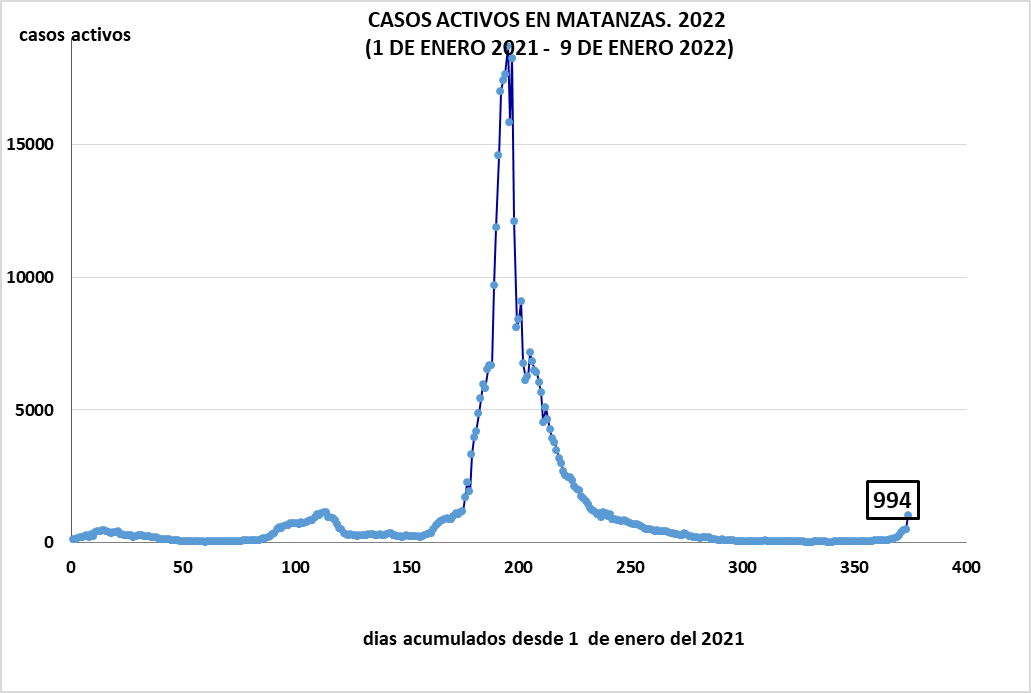 CASOS ACTIVOS EN MATANZAS. 2022
(1 DE ENERO 2021 - 9 DE ENERO 2022)
casos activos
15000
10000
5000
0
994
0 50 100 150 200 250 300 350 400
dias acumulados desde 1 de enero del 2021